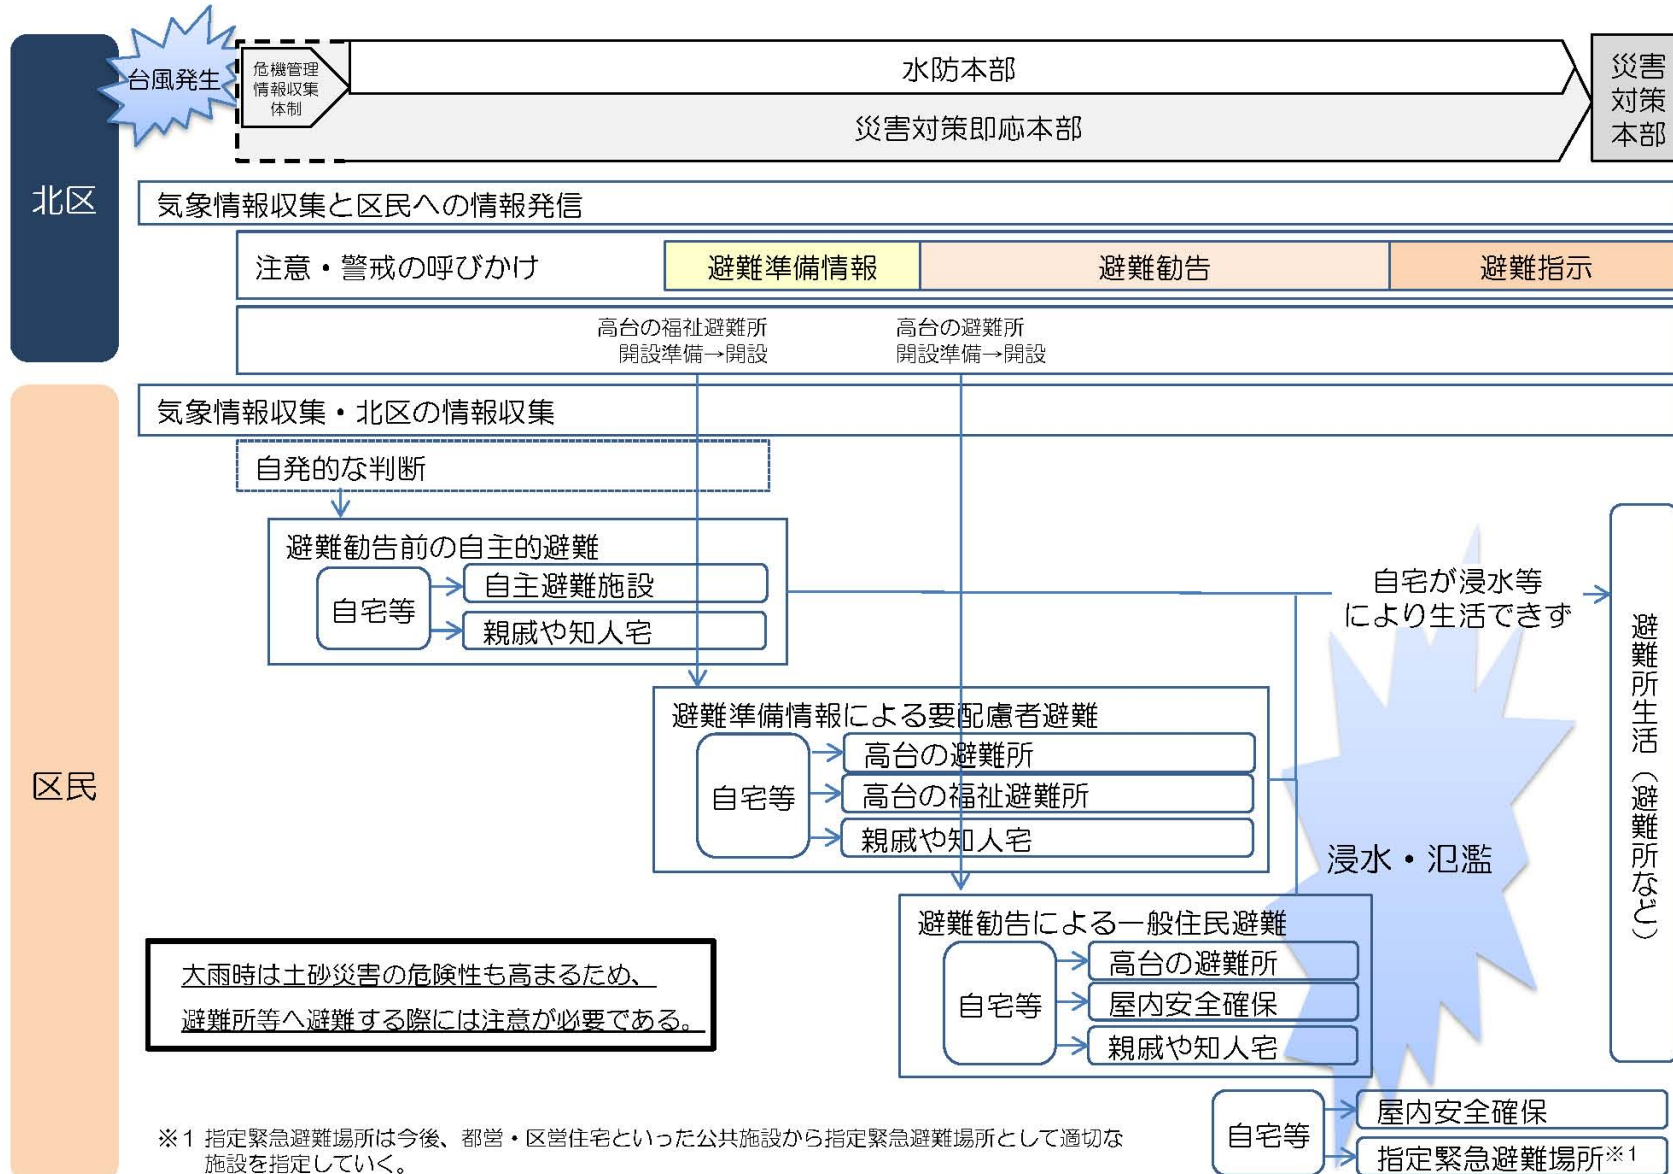 北区
台風発生
危機管理
情報収集
体制
水防本部
災害対策即応本部
災害
対策
本部
気象情報収集と区民への情報発信
注意・警戒の呼びかけ
避難準備情報
避難勧告
避難指示
高台の福祉避難所
開設準備→開設
高台の避難所
開設準備→開設
区民
気象情報収集・北区の情報収集
自発的な判断
避難勧告前の自主的避難
自宅等
自主避難施設
親戚や知人宅
自宅が浸水等
により生活できず
避難所生活(避難所など)
避難準備情報による要配慮者避難
自宅等
高台の避難所
高台の福祉避難所
親戚や知人宅
浸水・氾濫
避難勧告による一般住民避難
自宅等
高台の避難所
屋内安全確保
親戚や知人宅
大雨時は土砂災害の危険性も高まるため、
避難所等へ避難する際には注意が必要である。
自宅等
屋内安全確保
指定緊急避難場所※1
※1 指定緊急避難場所は今後、都営・区営住宅といった公共施設から指定緊急避難場所として適切な
施設を指定していく。